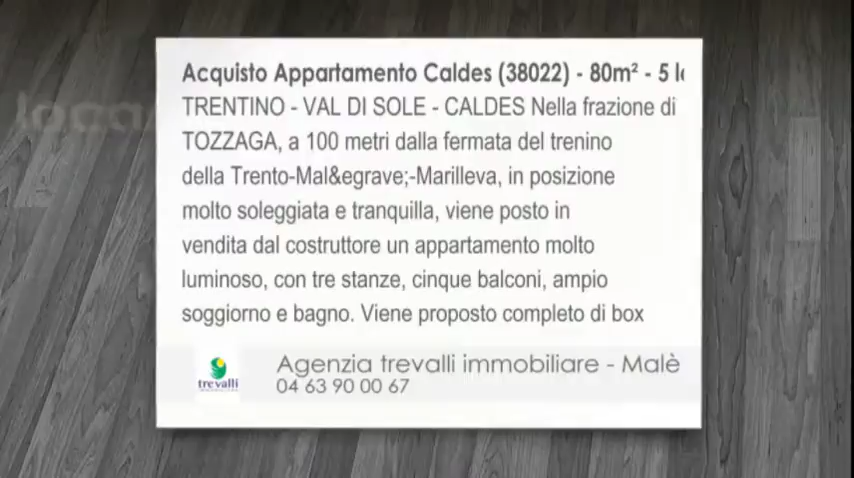 Acquisto Appartamento Caldes (38022) - 80m² - 5 lo
TRENTINO - VAL DI SOLE - CALDES Nella frazione di
TOZZAGA, a 100 metri dalla fermata del trenino
della Trento-Mal&egrave;-Marilleva, in posizione
molto soleggiata e tranquilla, viene posto in
vendita dal costruttore un appartamento molto
luminoso, con tre stanze, cinque balconi, ampio
soggiorno e bagno. Viene proposto completo di box
trevalli
Agenzia trevalli immobiliare - Malè
04 63 90 00 67